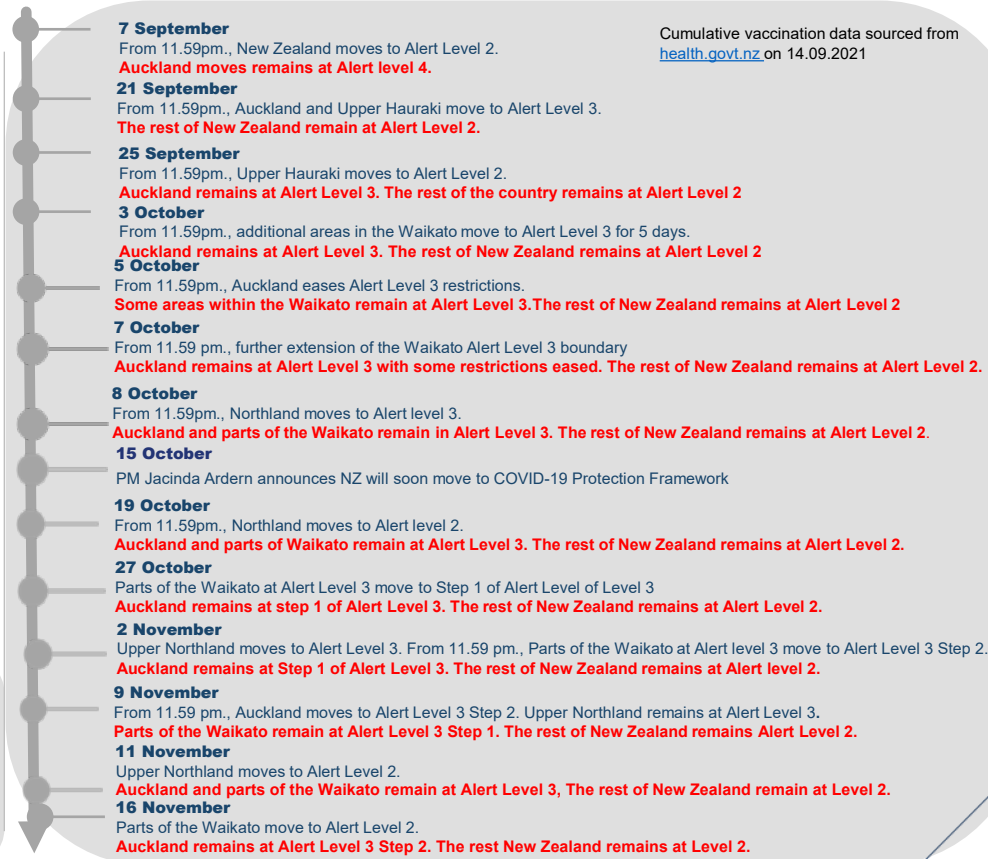 7 September
From 11.59pm., New Zealand moves to Alert Level 2.
Auckland moves remains at Alert level 4.
Cumulative vaccination data sourced from
health.govt.nz on 14.09.2021
21 September
From 11.59pm., Auckland and Upper Hauraki move to Alert Level 3.
The rest of New Zealand remain at Alert Level 2.
25 September
From 11.59pm., Upper Hauraki moves to Alert Level 2.
Auckland remains at Alert Level 3. The rest of the country remains at Alert Level 2
3 October
From 11.59pm., additional areas in the Waikato move to Alert Level 3 for 5 days.
Auckland remains at Alert Level 3. The rest of New Zealand remains at Alert Level 2
5 October
From 11.59pm., Auckland eases Alert Level 3 restrictions.
Some areas within the Waikato remain at Alert Level 3.The rest of New Zealand remains at Alert Level 2
7 October
From 11.59 pm., further extension of the Waikato Alert Level 3 boundary
Auckland remains at Alert Level 3 with some restrictions eased. The rest of New Zealand remains at Alert Level 2.
8 October
From 11.59pm., Northland moves to Alert level 3.
Auckland and parts of the Waikato remain in Alert Level 3. The rest of New Zealand remains at Alert Level 2.
15 October
PM Jacinda Ardern announces NZ will soon move to COVID-19 Protection Framework
19 October
From 11.59pm., Northland moves to Alert level 2.
Auckland and parts of Waikato remain at Alert Level 3. The rest of New Zealand remains at Alert Level 2.
27 October
Parts of the Waikato at Alert Level 3 move to Step 1 of Alert Level of Level 3
Auckland remains at step 1 of Alert Level 3. The rest of New Zealand remains at Alert Level 2.
2 November
Upper Northland moves to Alert Level 3. From 11.59 pm., Parts of the Waikato at Alert level 3 move to Alert Level 3 Step 2.
Auckland remains at Step 1 of Alert Level 3. The rest of New Zealand remains at Alert level 2.
9 November
From 11.59 pm., Auckland moves to Alert Level 3 Step 2. Upper Northland remains at Alert Level 3.
Parts of the Waikato remain at Alert Level 3 Step 1. The rest of New Zealand remains Alert Level 2.
11 November
Upper Northland moves to Alert Level 2.
Auckland and parts of the Waikato remain at Alert Level 3, The rest of New Zealand remain at Level 2.
16 November
Parts of the Waikato move to Alert Level 2.
Auckland remains at Alert Level 3 Step 2. The rest New Zealand remains at Level 2.